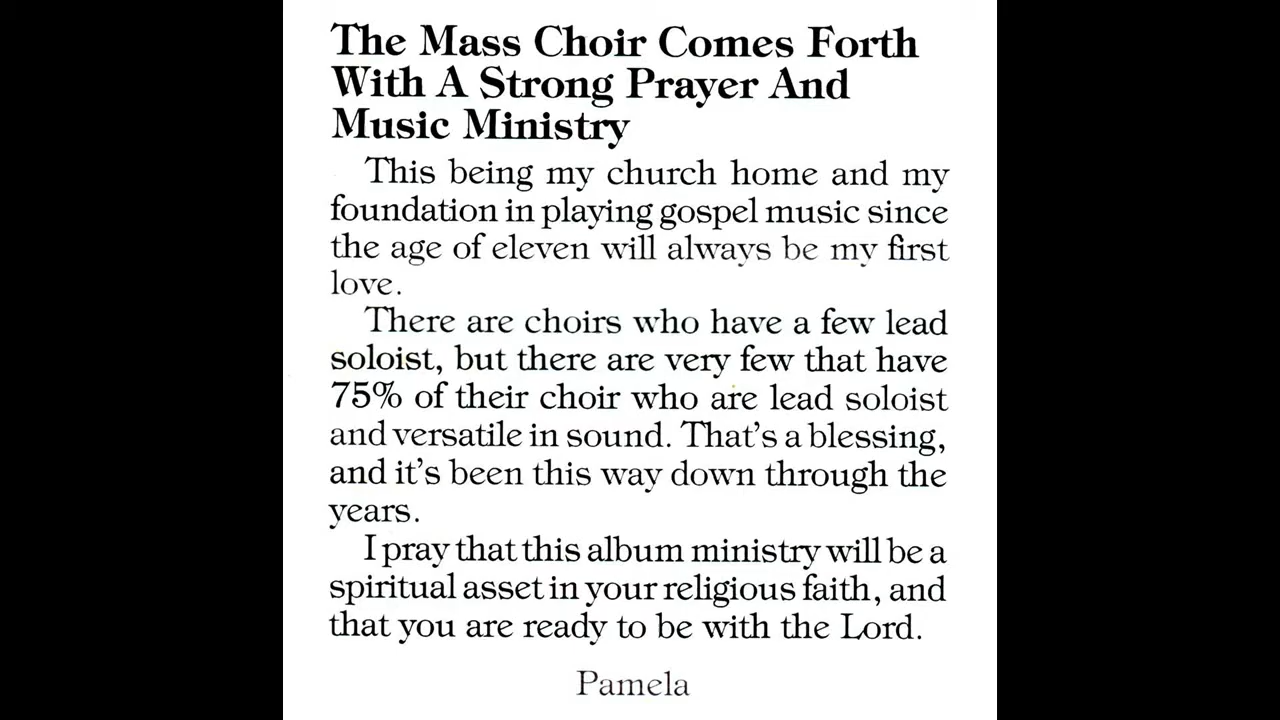 The Mass Choir Comes Forth
With A Strong Prayer And
Music Ministry
This being my church home and my
foundation in playing gospel music since
the age of eleven will always be my first
love.
There are choirs who have a few lead
soloist, but there are very few that have
75% of their choir who are lead soloist
and versatile in sound. That's a blessing,
and it's been this way down through the
years.
I pray that this album ministry will be a
spiritual asset in your religious faith, and
that you are ready to be with the Lord.
Pamela